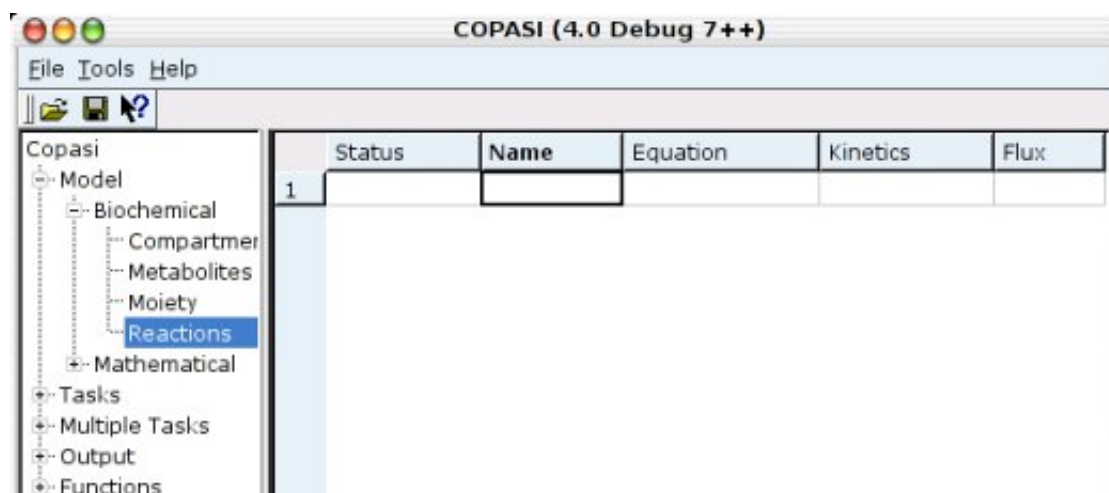 COPASI (4.0 Debug 7++)
File Tools Help
Copasi
Model
Biochemical
Compartmer
Metabolites
Moiety
Reactions
Mathematical
Tasks
Multiple Tasks
Output
Functions
Status Name Equation Kinetics Flux
1